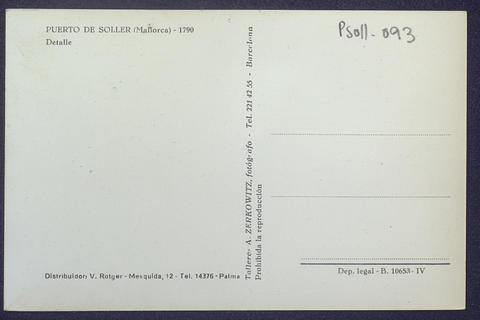 PUERTO DE SOLLER (Mallorca) - 1790
Detalle
Psoll-093
Talleres A. ZERKOWITZ, fotógrafo - Tel. 221 42 55 - Barcelona
Prohibida la reproducción
Distribuidor: V. Rotger - Mesquida, 12 - Tel. 14376 - Palma
Dep. legal - B. 10653 - IV